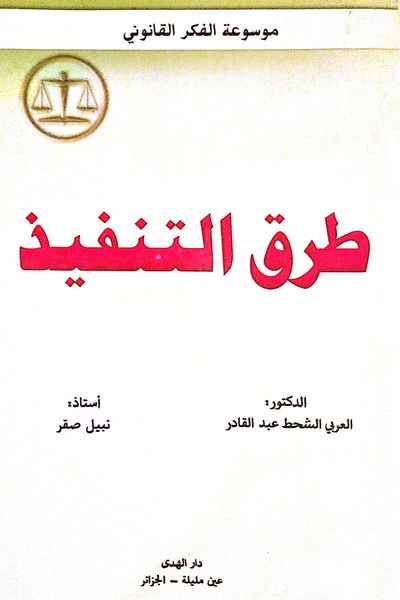 موسوعة الفكر القانوني
طرق التنفيذ
الدكتور:
العربي الشحط عبد القادر
أستاذ:
نبيل صقر
دار الهدى
عين مليلة - الجزائر